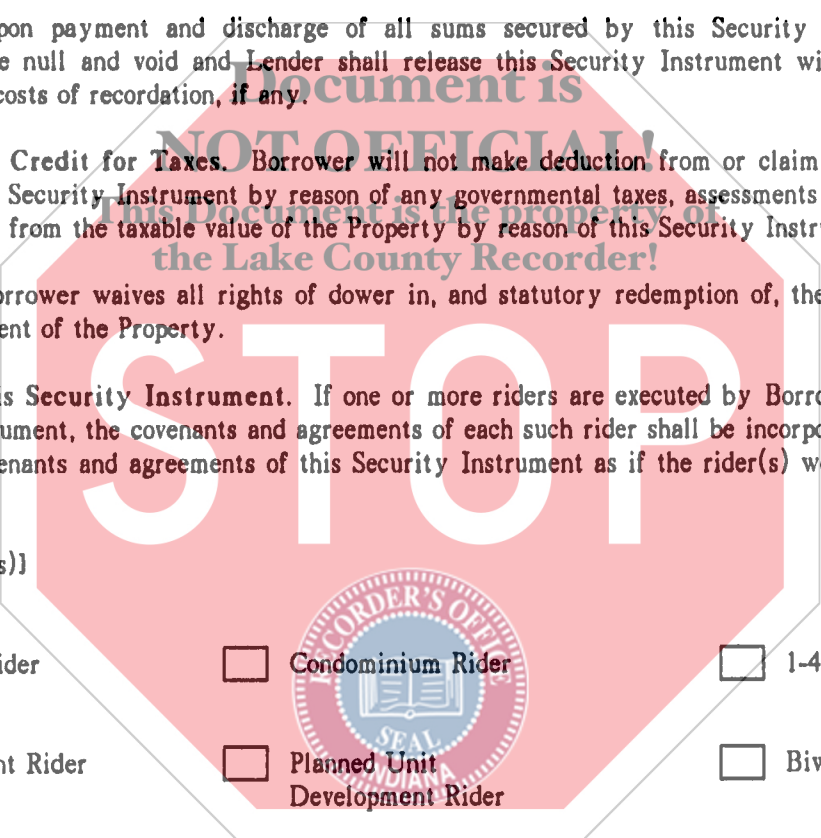 pon payment and discharge of all sums secured by this Security
e null and void and Lender shall release this Security Instrument wi
costs of recordation, if any.
Document is
NOT OFFICIAL!
Credit for Taxes. Borrower will not make deduction from or claim
Security Instrument by reason of any governmental taxes, assessments
This Document is the property of
from the taxable value of the Property by reason of this Security Instr
the Lake County Recorder!
orrower waives all rights of dower in, and statutory redemption of, the
ent of the Property.
STOP
is Security Instrument. If one or more riders are executed by Borro
ument, the covenants and agreements of each such rider shall be incorpo
enants and agreements of this Security Instrument as if the rider(s) w
s)]
RECORDER'S OFFICE
ider Condominium Rider 1-4
SEAL
INDIANA
nt Rider Planned Unit Biw
Development Rider